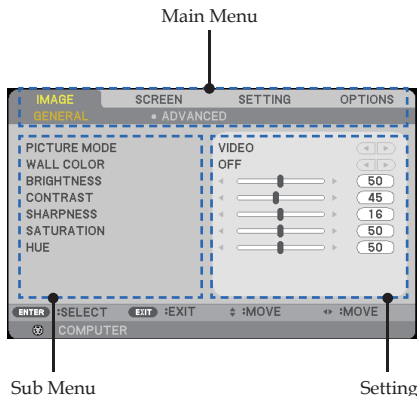 Main Menu
IMAGE SCREEN SETTING OPTIONS
GENERAL • ADVANCED
PICTURE MODE VIDEO
WALL COLOR OFF
BRIGHTNESS 50
CONTRAST 45
SHARPNESS 16
SATURATION 50
HUE 50
ENTER :SELECT EXIT :EXIT :MOVE :MOVE
COMPUTER
Sub Menu Setting